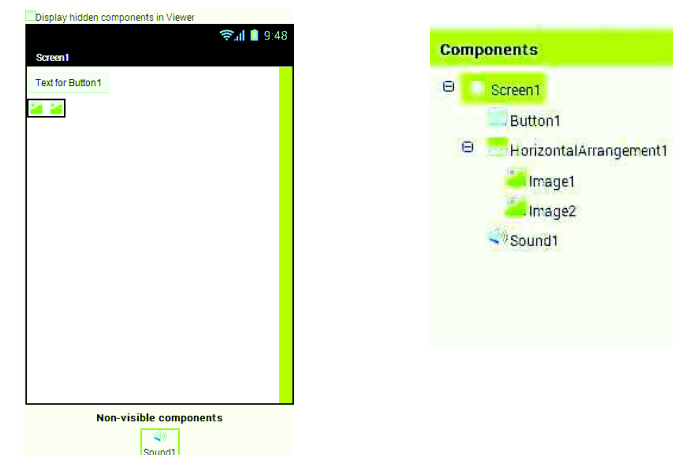 Display hidden components in Viewer
9:48
Screen1
Text for Button1
Non-visible components
Sound1
Components
Screen1
Button1
HorizontalArrangement1
Image1
Image2
Sound1